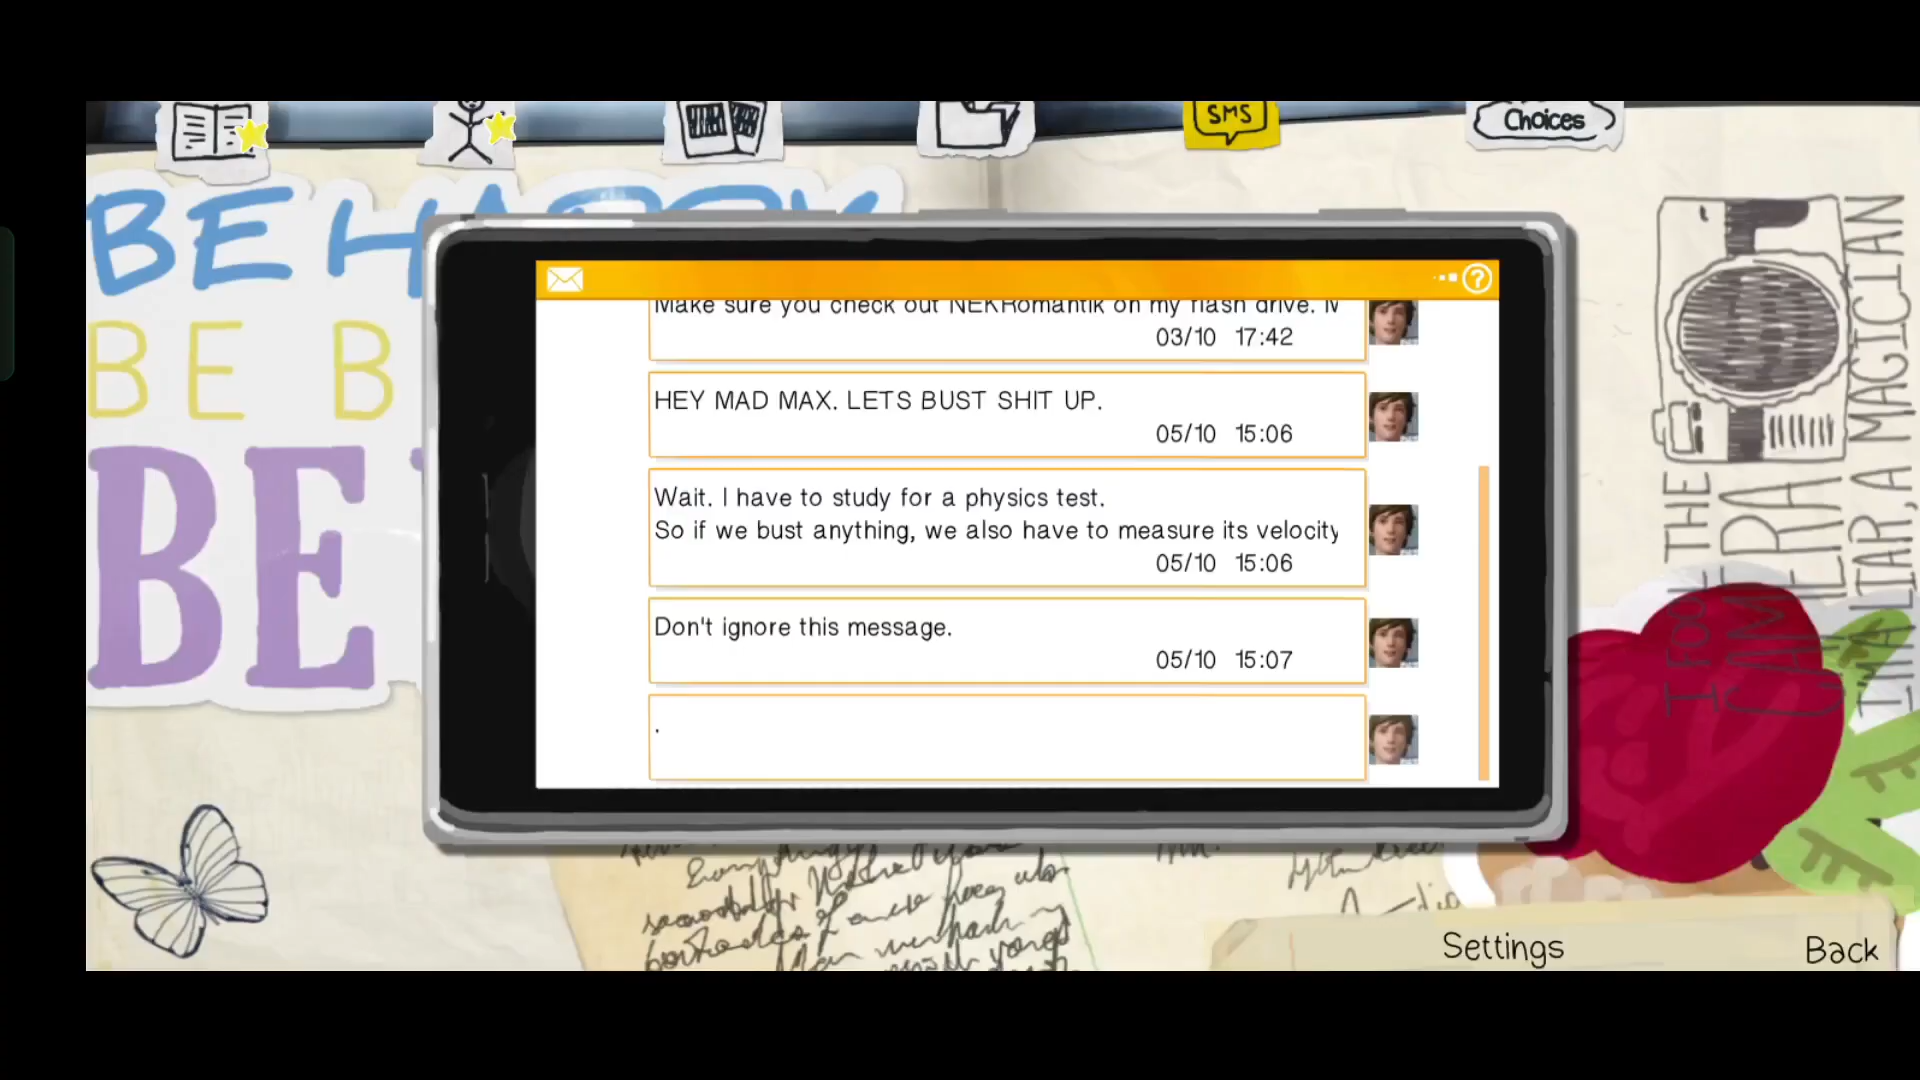 SMS
Choices
BE HAPPY
BE B
BE
Make sure you check out NEKRomantik on my flash drive. M
03/10 17:42
HEY MAD MAX. LETS BUST SHIT UP.
05/10 15:06
Wait. I have to study for a physics test.
So if we bust anything, we also have to measure its velocity
05/10 15:06
Don't ignore this message.
05/10 15:07
.
I FOOL THE
CAMERA
I'M A LIAR, A MAGICIAN
Settings
Back